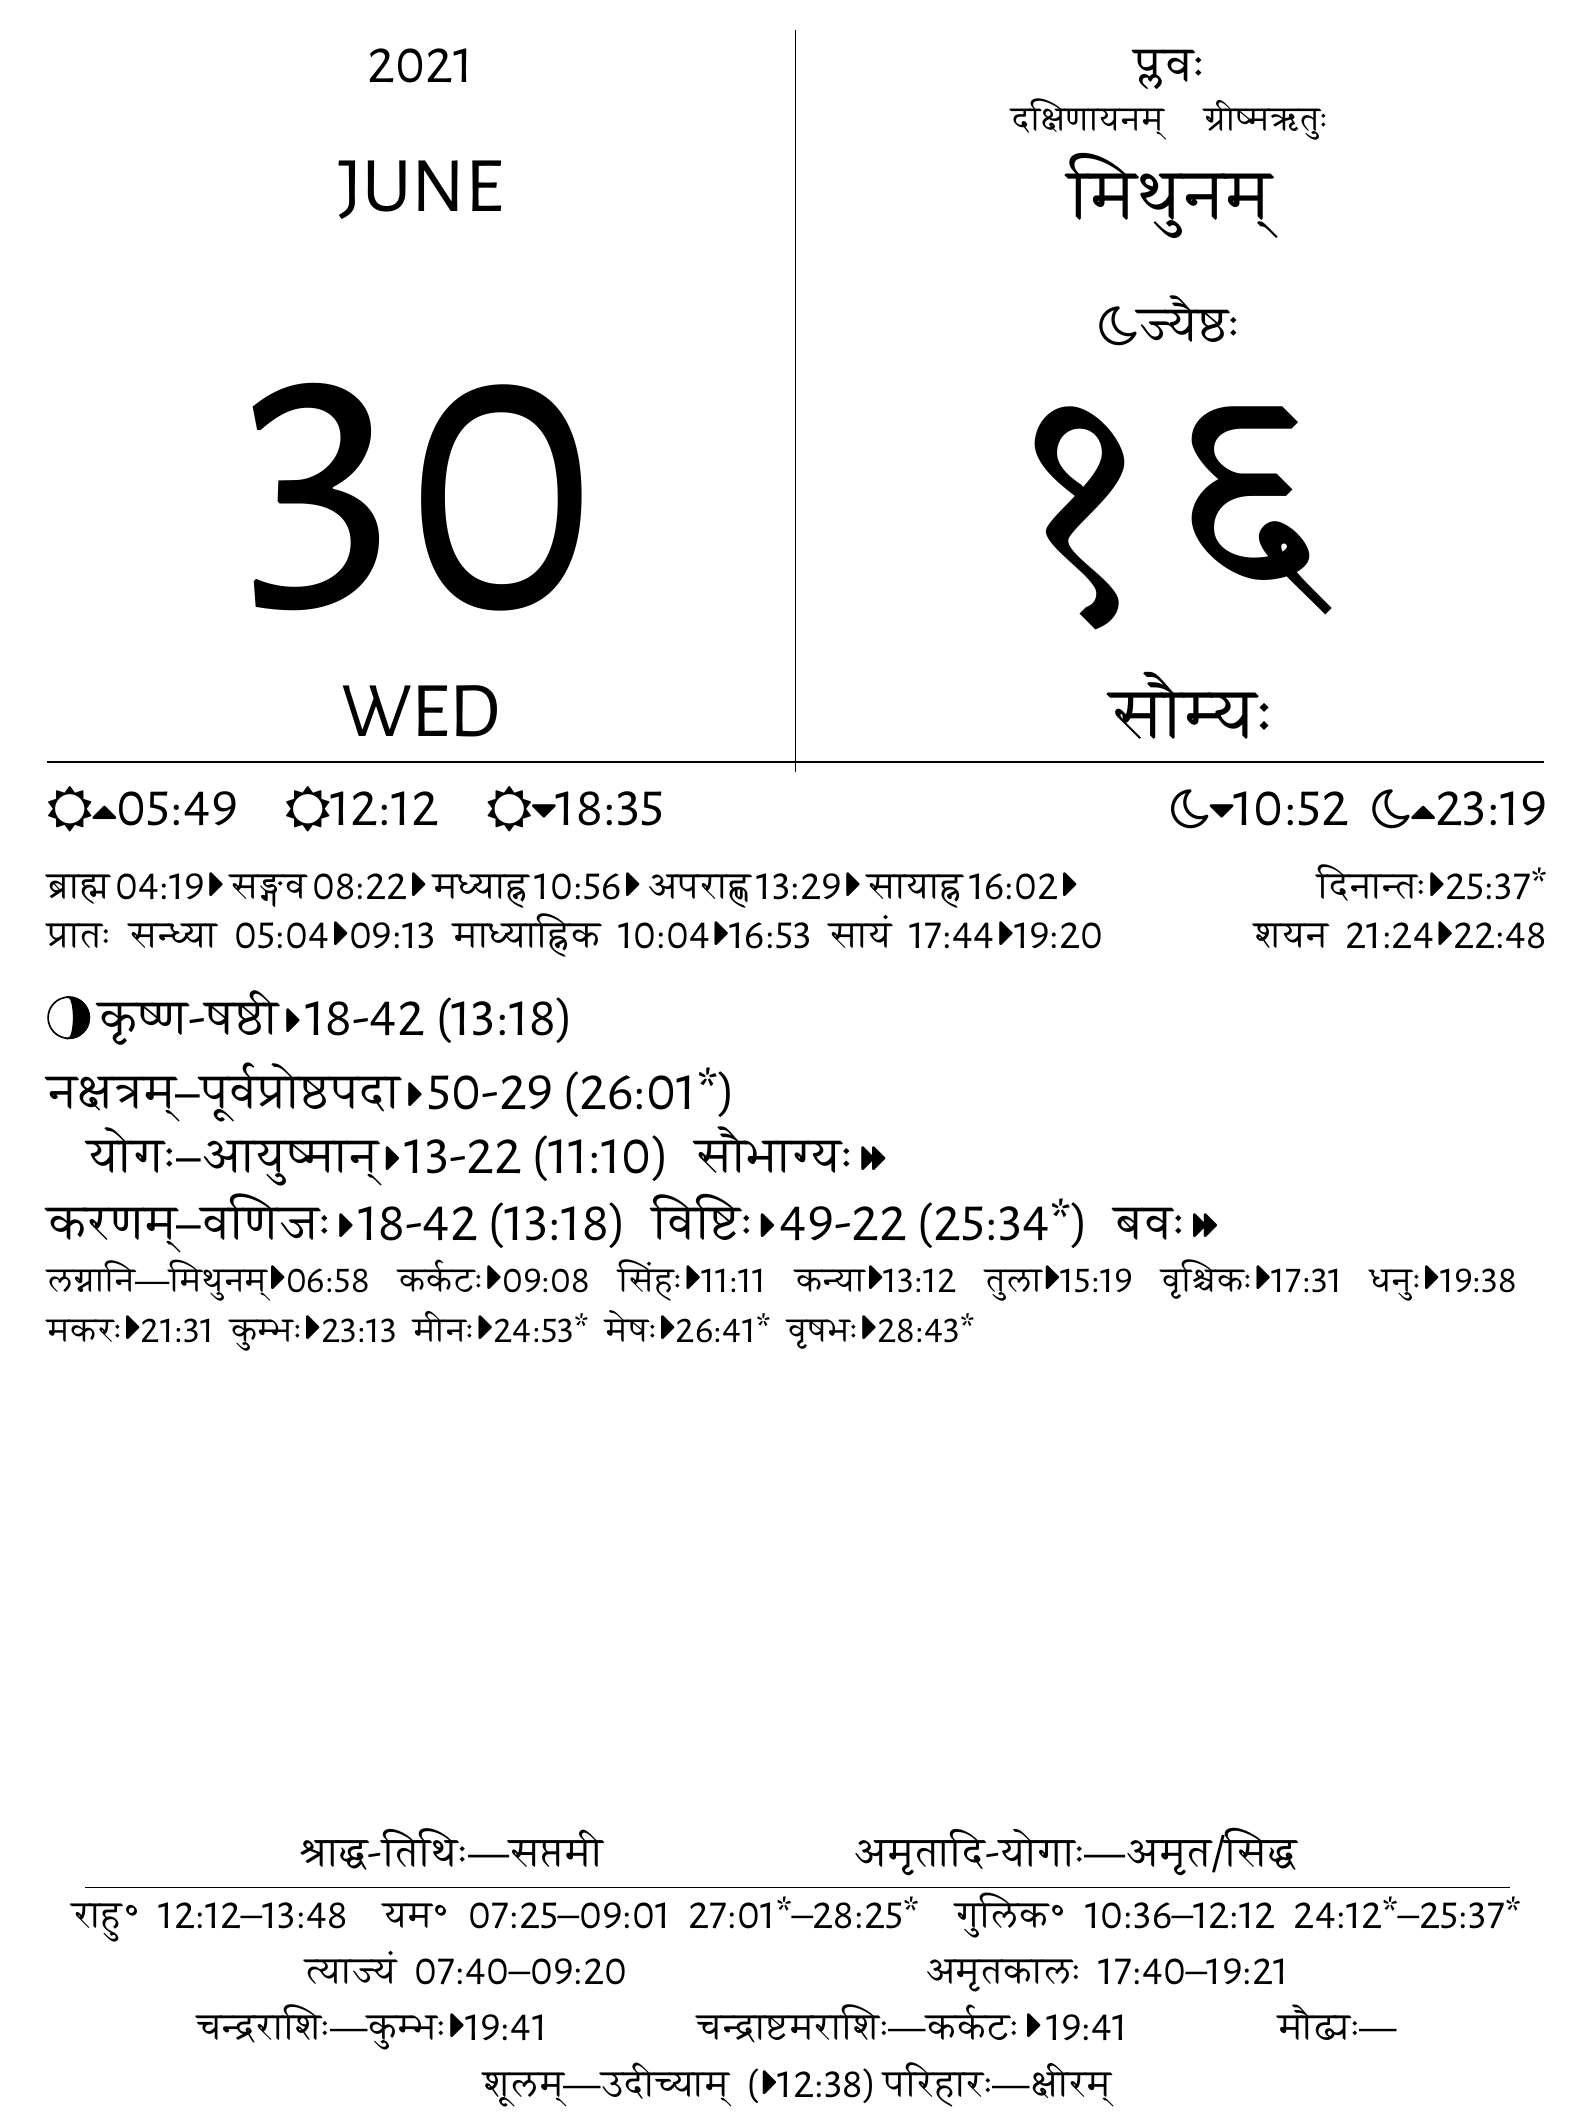 2021
JUNE
30
WED
प्लवः
दक्षिणायनम् ग्रीष्मऋतुः
मिथुनम्
ज्यैष्ठः
१६
सौम्यः
05:49 12:12 18:35 10:52 23:19
ब्राह्म 04:19 सङ्गव 08:22 मध्याह्न 10:56 अपराह्ण 13:29 सायाह्न 16:02 दिनान्तः 25:37*
प्रातः सन्ध्या 05:04 09:13 माध्याह्निक 10:04 16:53 सायं 17:44 19:20 शयन 21:24 22:48
कृष्ण-षष्ठी 18-42 (13:18)
नक्षत्रम्–पूर्वप्रोष्ठपदा 50-29 (26:01*)
योगः–आयुष्मान् 13-22 (11:10) सौभाग्यः
करणम्–वणिजः 18-42 (13:18) विष्टिः 49-22 (25:34*) बवः
लग्नानि—मिथुनम् 06:58 कर्कटः 09:08 सिंहः 11:11 कन्या 13:12 तुला 15:19 वृश्चिकः 17:31 धनुः 19:38
मकरः 21:31 कुम्भः 23:13 मीनः 24:53* मेषः 26:41* वृषभः 28:43*
श्राद्ध-तिथिः—सप्तमी अमृतादि-योगाः—अमृत/सिद्ध
राहु॰ 12:12–13:48 यम॰ 07:25–09:01 27:01*–28:25* गुलिक॰ 10:36–12:12 24:12*–25:37*
त्याज्यं 07:40–09:20 अमृतकालः 17:40–19:21
चन्द्रराशिः—कुम्भः 19:41 चन्द्राष्टमराशिः—कर्कटः 19:41 मौढ्यः—
शूलम्—उदीच्याम् (12:38) परिहारः—क्षीरम्